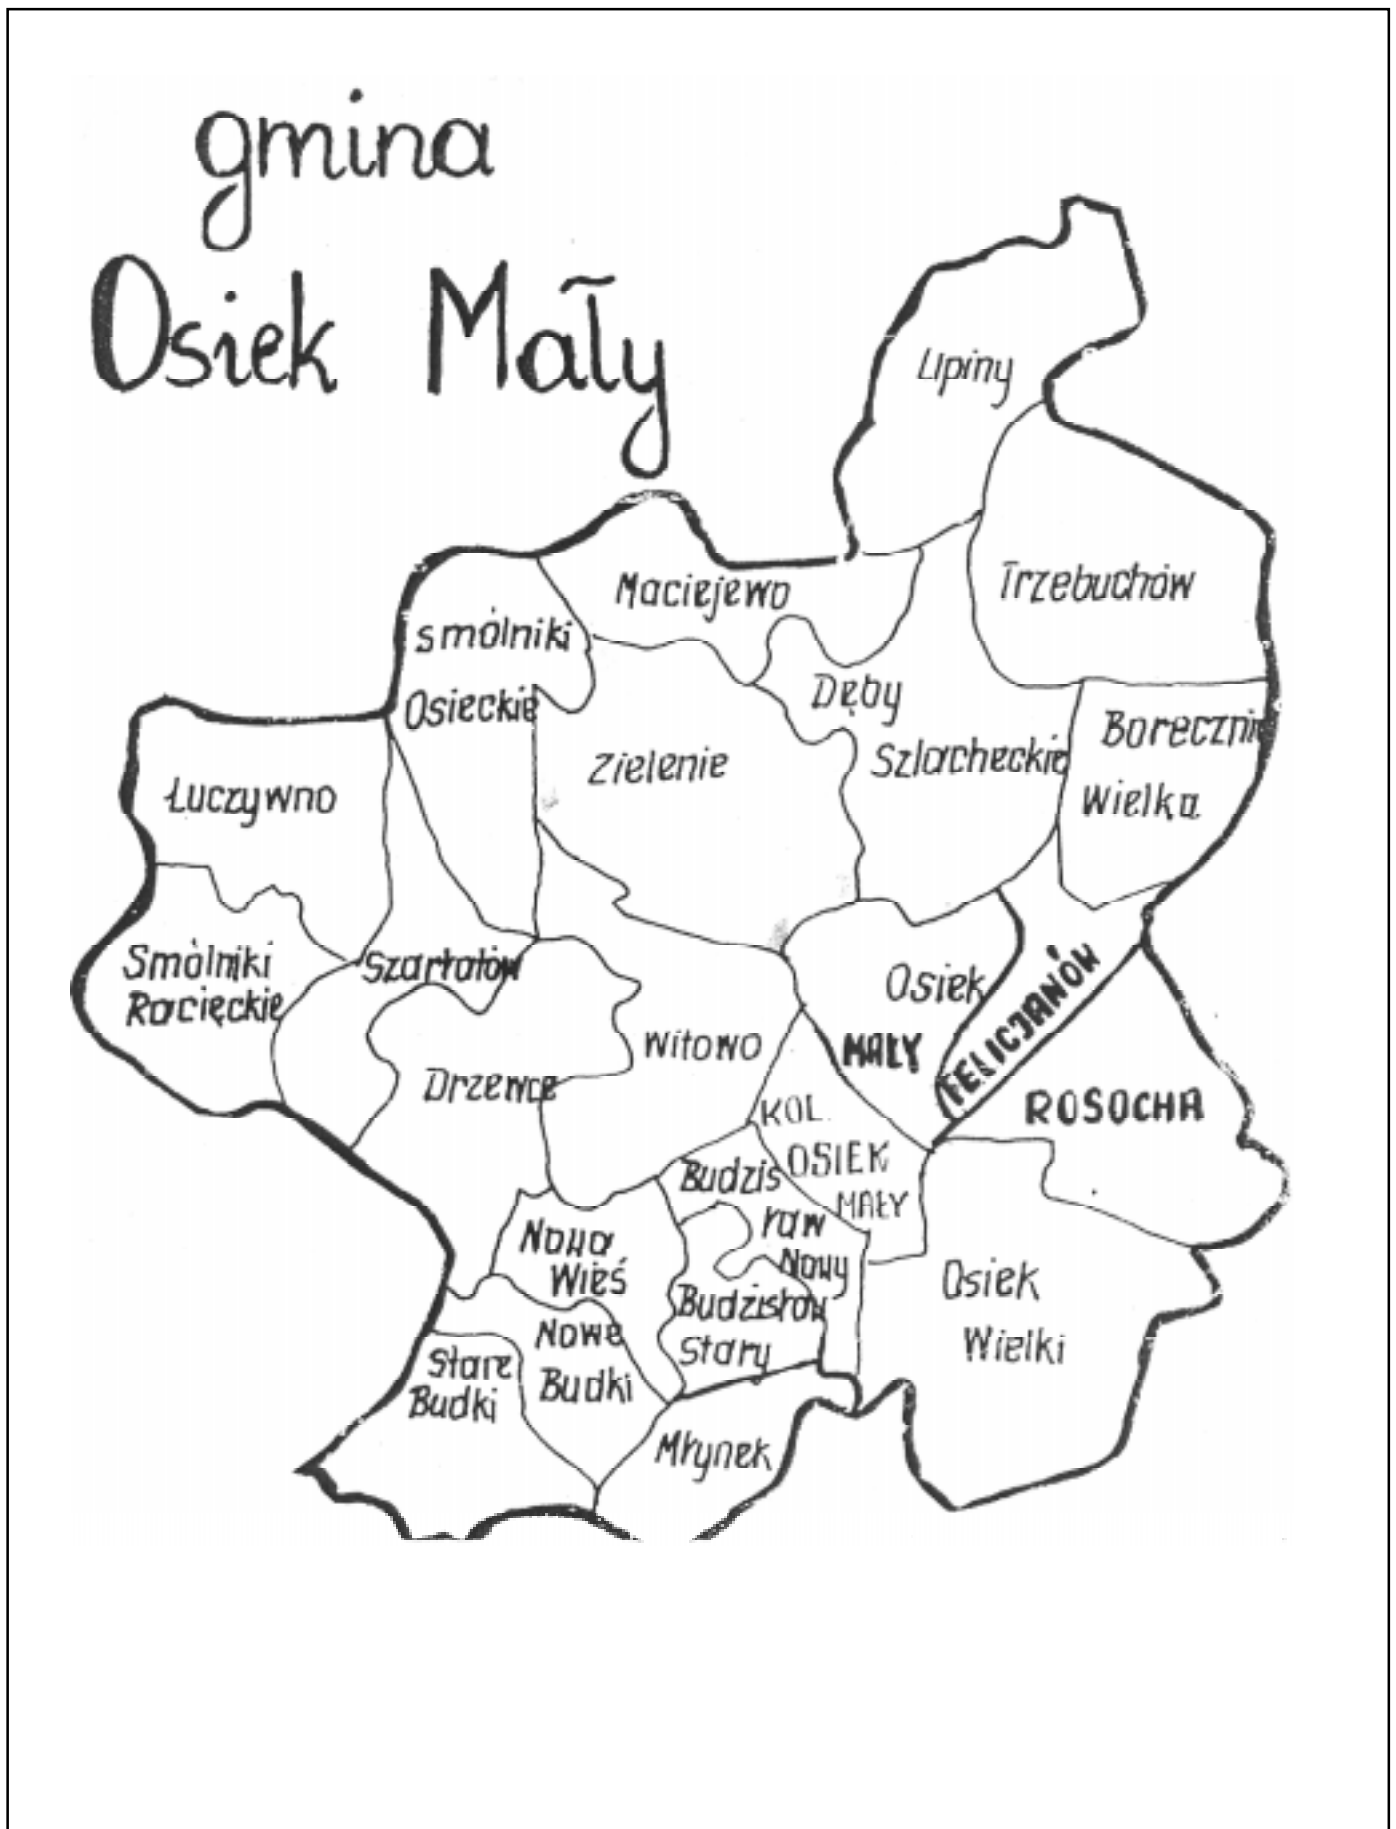 gmina
Osiek Mały
Lipiny
Trzebuchów
Maciejewo
Smólniki
Osieckie
Dęby
Szlacheckie
Boreczni
Wielka
Zielenie
Łuczywno
Smólniki
Racięckie
Szarłatów
Osiek
MAŁY
FELICJANÓW
Witowo
Drzewce
ROSOCHA
KOL.
OSIEK
MAŁY
Budzis
ław
Nowy
Nowa
Wieś
Budzisław
Stary
Osiek
Wielki
Nowe
Budki
Stare
Budki
Młynek